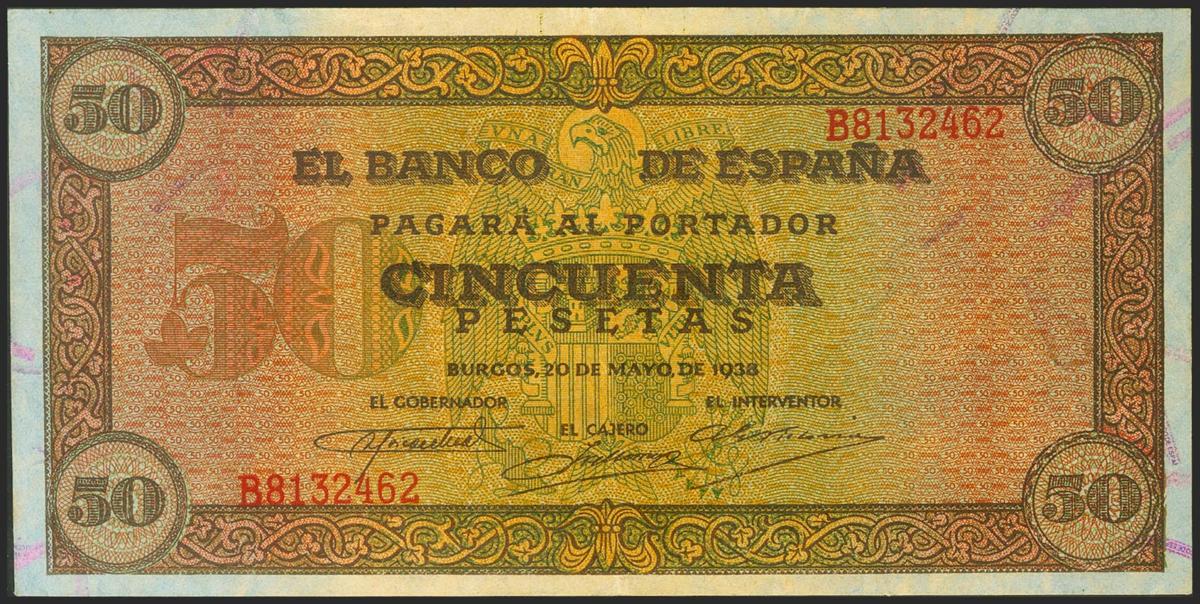 50
50
B8132462
VNA
LIBRE
EL BANCO DE ESPAÑA
PAGARÁ AL PORTADOR
50
CINCUENTA
PESETAS
BURGOS, 20 DE MAYO, DE 1938
EL GOBERNADOR
EL INTERVENTOR
EL CAJERO
B8132462
50
50